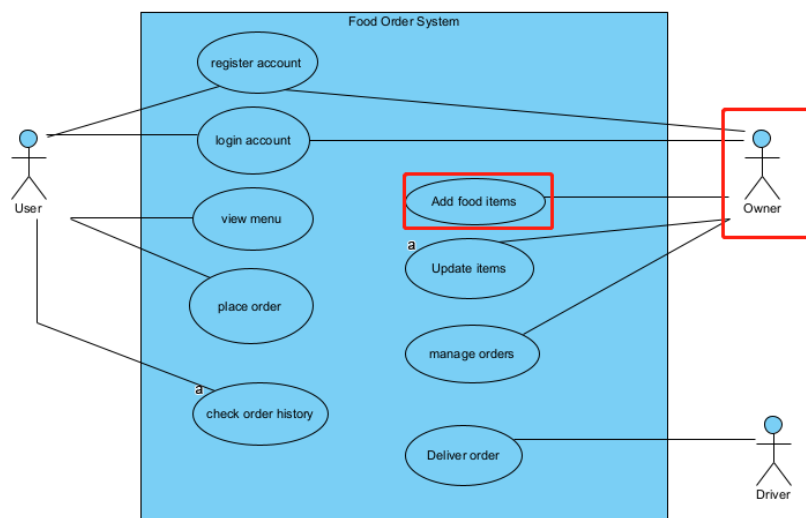 Food Order System
register account
login account
User
view menu
place order
a
check order history
Add food items
Owner
a
Update items
manage orders
Deliver order
Driver